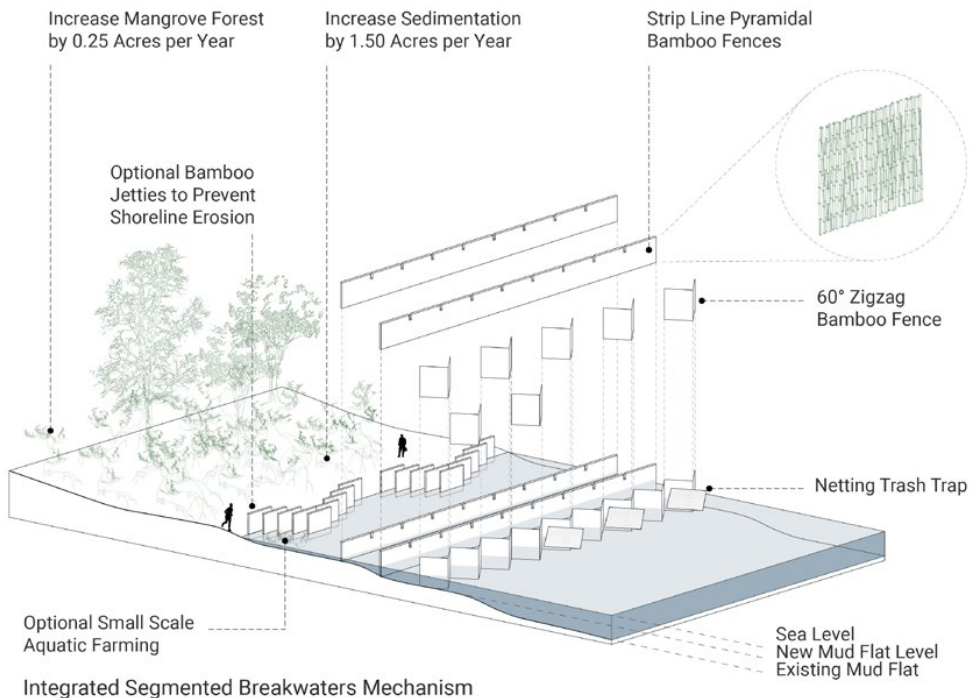 Increase Mangrove Forest
by 0.25 Acres per Year
Increase Sedimentation
by 1.50 Acres per Year
Strip Line Pyramidal
Bamboo Fences
Optional Bamboo
Jetties to Prevent
Shoreline Erosion
60° Zigzag
Bamboo Fence
Netting Trash Trap
Optional Small Scale
Aquatic Farming
Sea Level
New Mud Flat Level
Existing Mud Flat
Integrated Segmented Breakwaters Mechanism